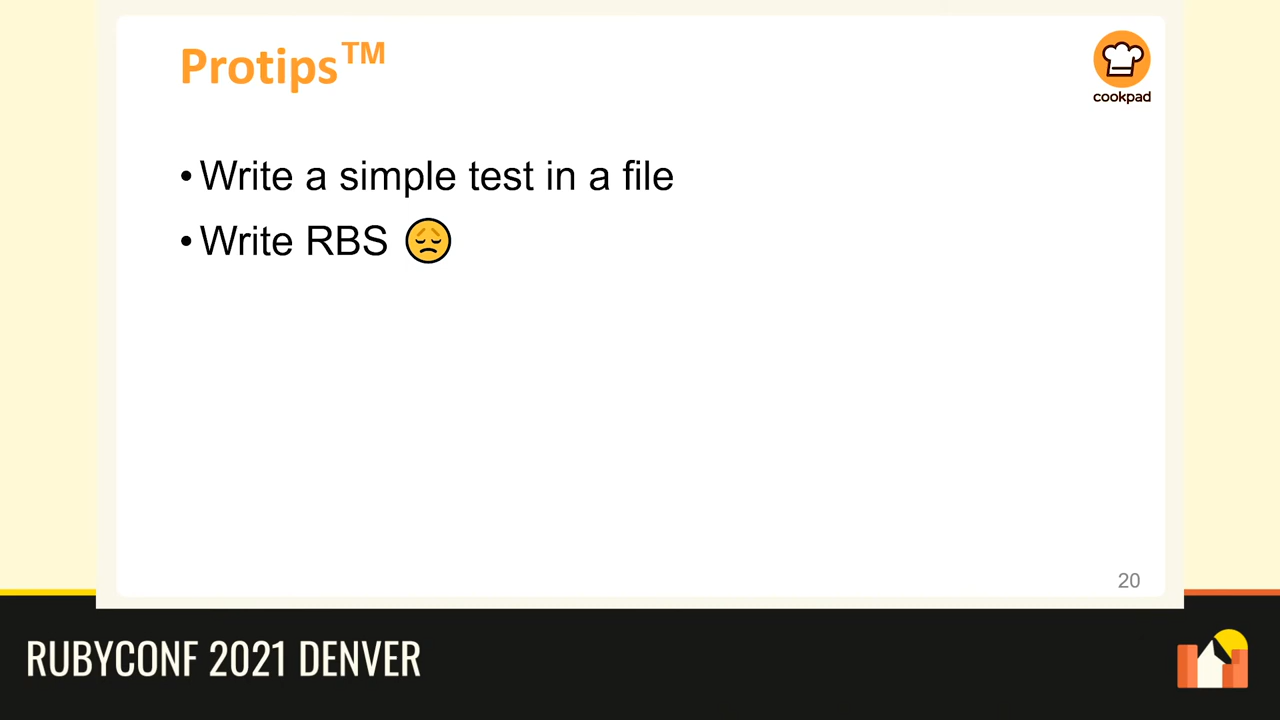 Protips™
cookpad
•Write a simple test in a file
•Write RBS 😞
20
RUBYCONF 2021 DENVER